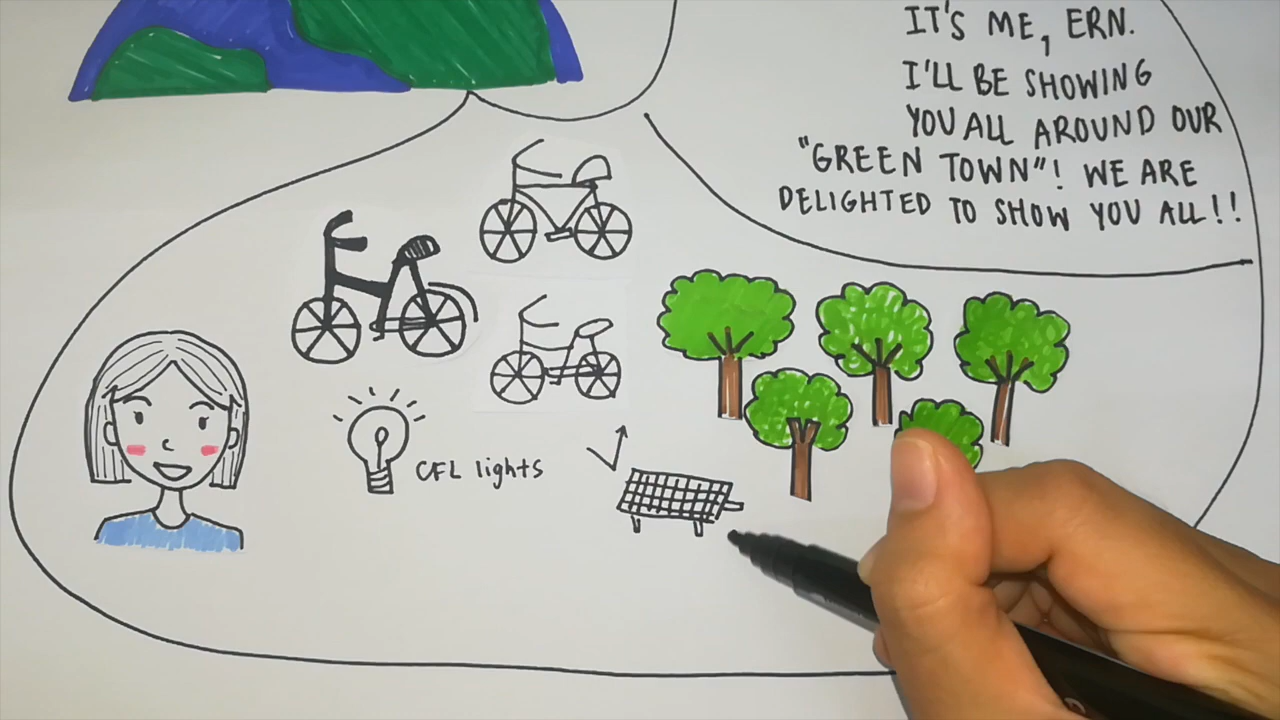 IT'S ME, ERN.
I'LL BE SHOWING
YOU ALL AROUND OUR
"GREEN TOWN"! WE ARE
DELIGHTED TO SHOW YOU ALL!!
CFL lights